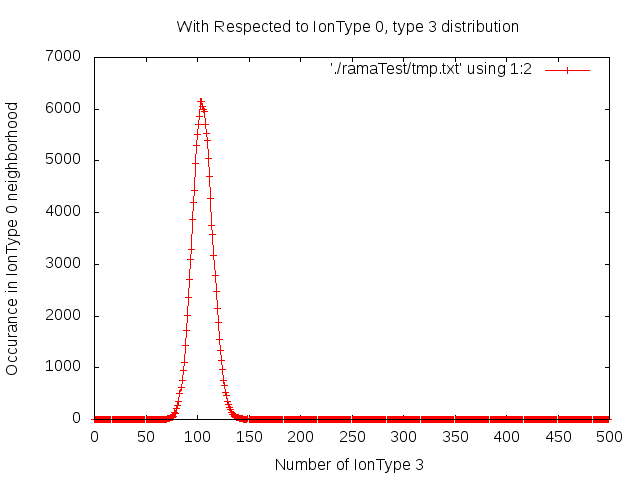 With Respected to IonType 0, type 3 distribution
'./ramaTest/tmp.txt' using 1:2
7000
6000
5000
4000
3000
2000
1000
0
Occurance in IonType 0 neighborhood
0 50 100 150 200 250 300 350 400 450 500
Number of IonType 3